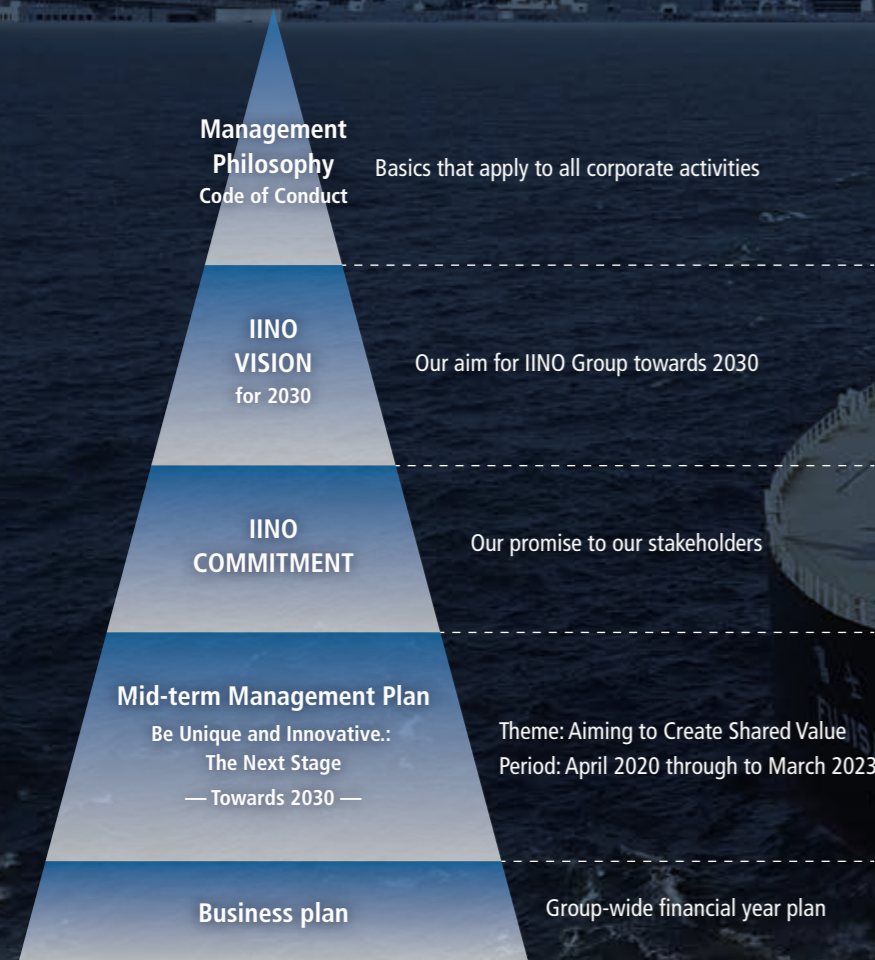 Management
Philosophy
Code of Conduct
Basics that apply to all corporate activities
IINO
VISION
for 2030
Our aim for IINO Group towards 2030
IINO
COMMITMENT
Our promise to our stakeholders
Mid-term Management Plan
Be Unique and Innovative.:
The Next Stage
— Towards 2030 —
Theme: Aiming to Create Shared Value
Period: April 2020 through to March 2023
Business plan
Group-wide financial year plan